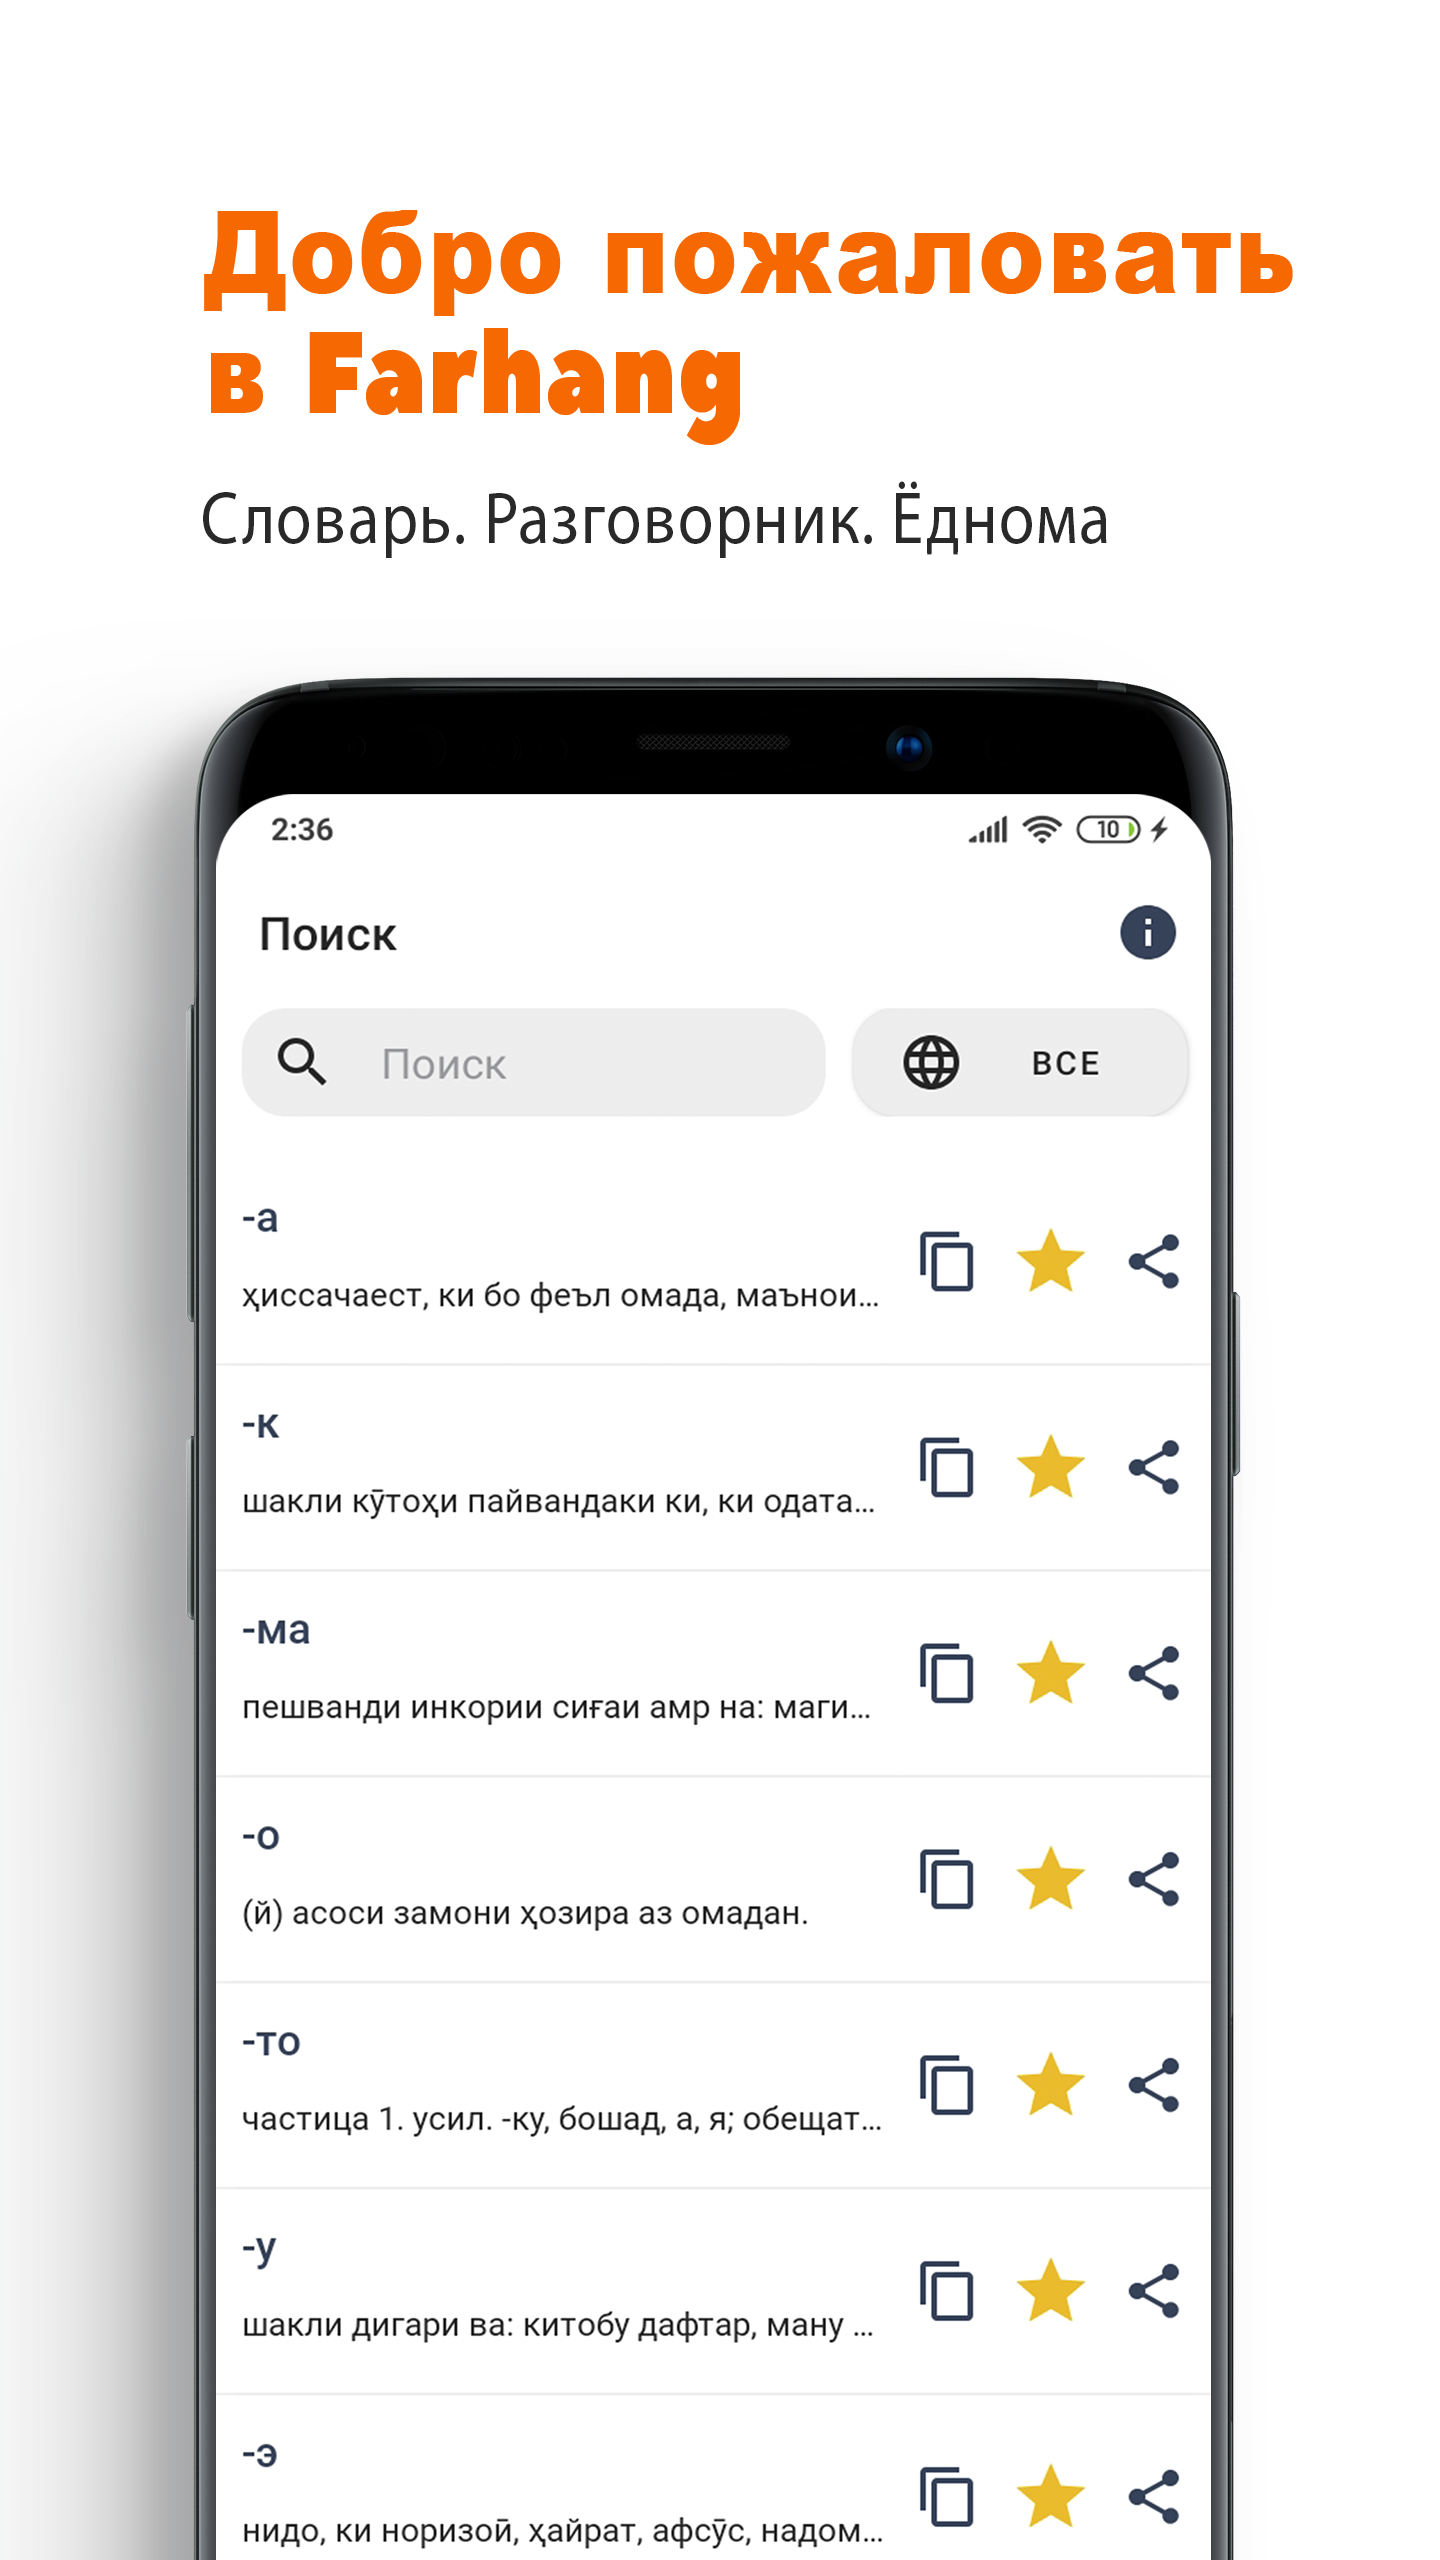 Добро пожаловать
в Farhang
Словарь. Разговорник. Ёднома
2:36
10
Поиск
Поиск
ВСЕ
-а
ҳиссачаест, ки бо феъл омада, маънои...
-к
шакли кӯтоҳи пайвандаки ки, ки одата...
-ма
пешванди инкории сиғаи амр на: маги...
-о
(й) асоси замони ҳозира аз омадан.
-то
частица 1. усил. -ку, бошад, а, я; обещат...
-у
шакли дигари ва: китобу дафтар, ману ...
-э
нидо, ки норизоӣ, ҳайрат, афсӯс, надом...